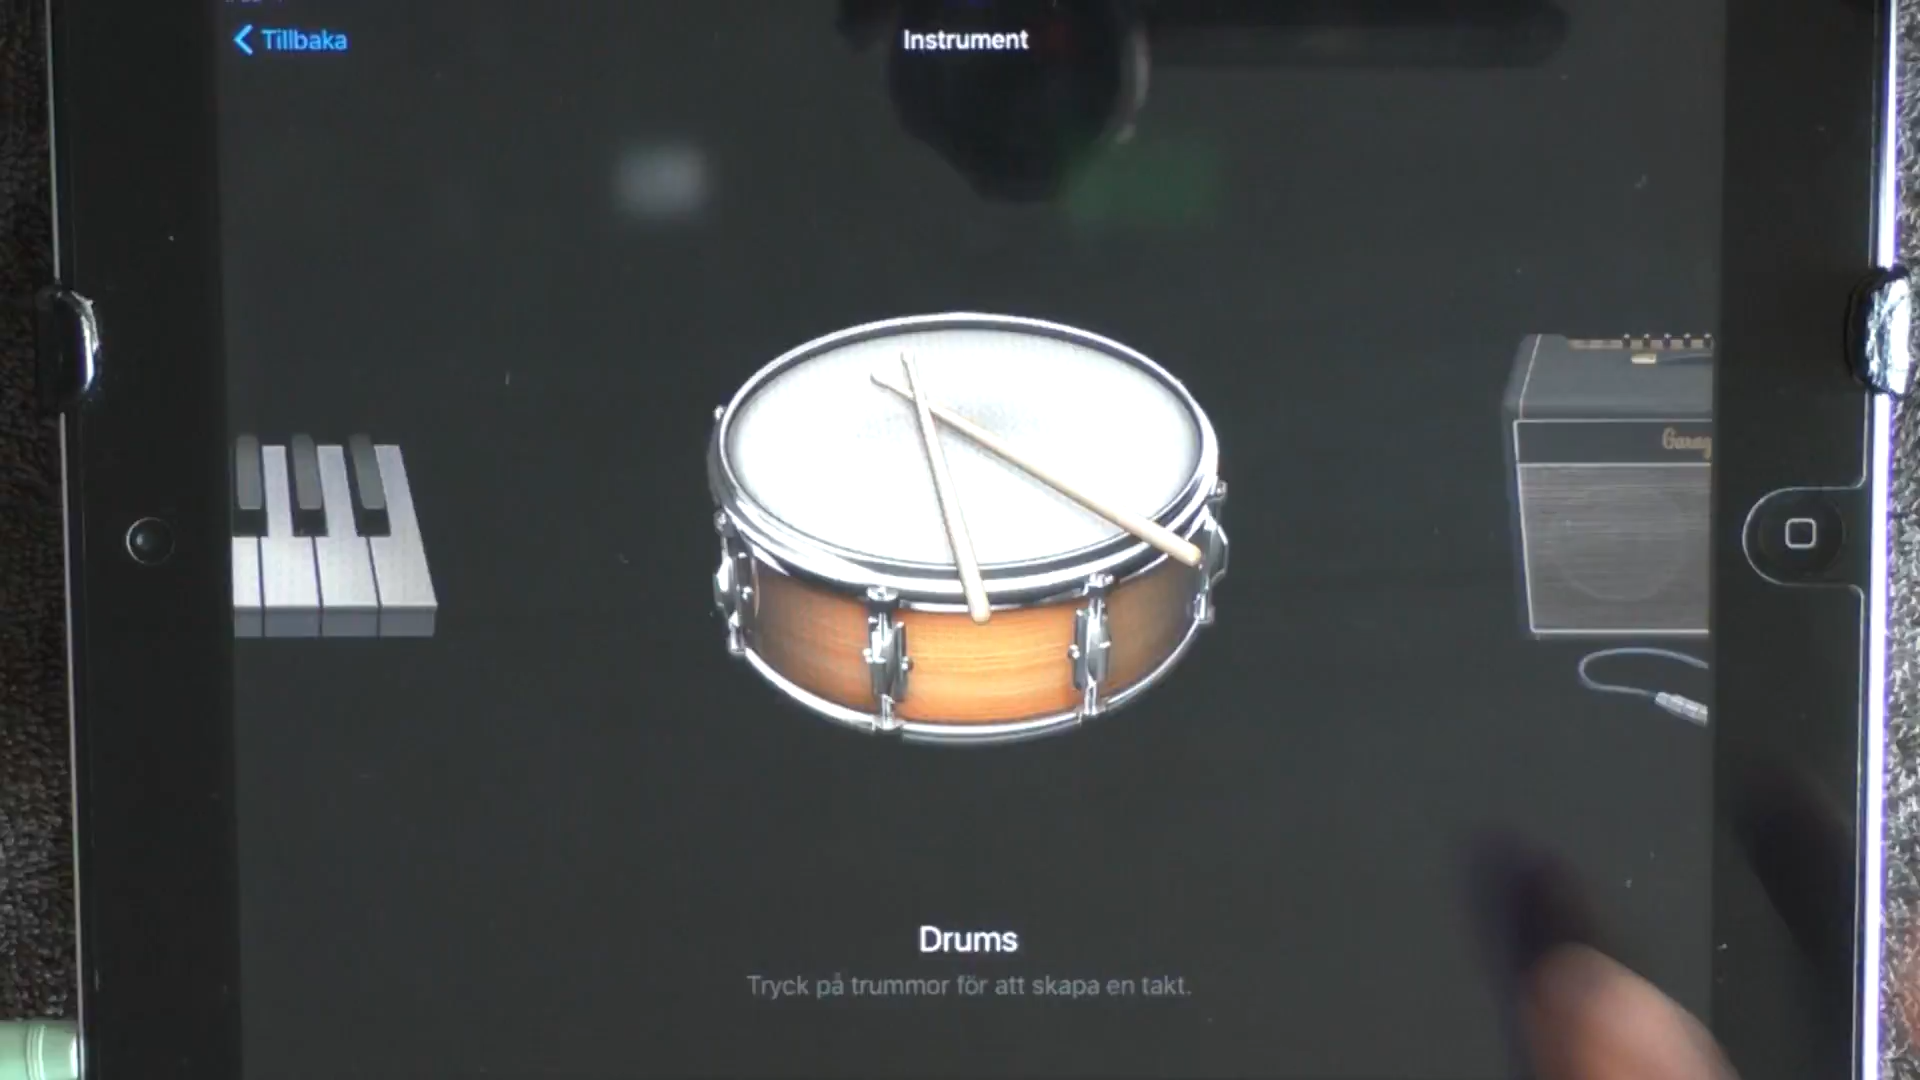 Tillbaka
Instrument
Drums
Tryck på trummor för att skapa en takt.